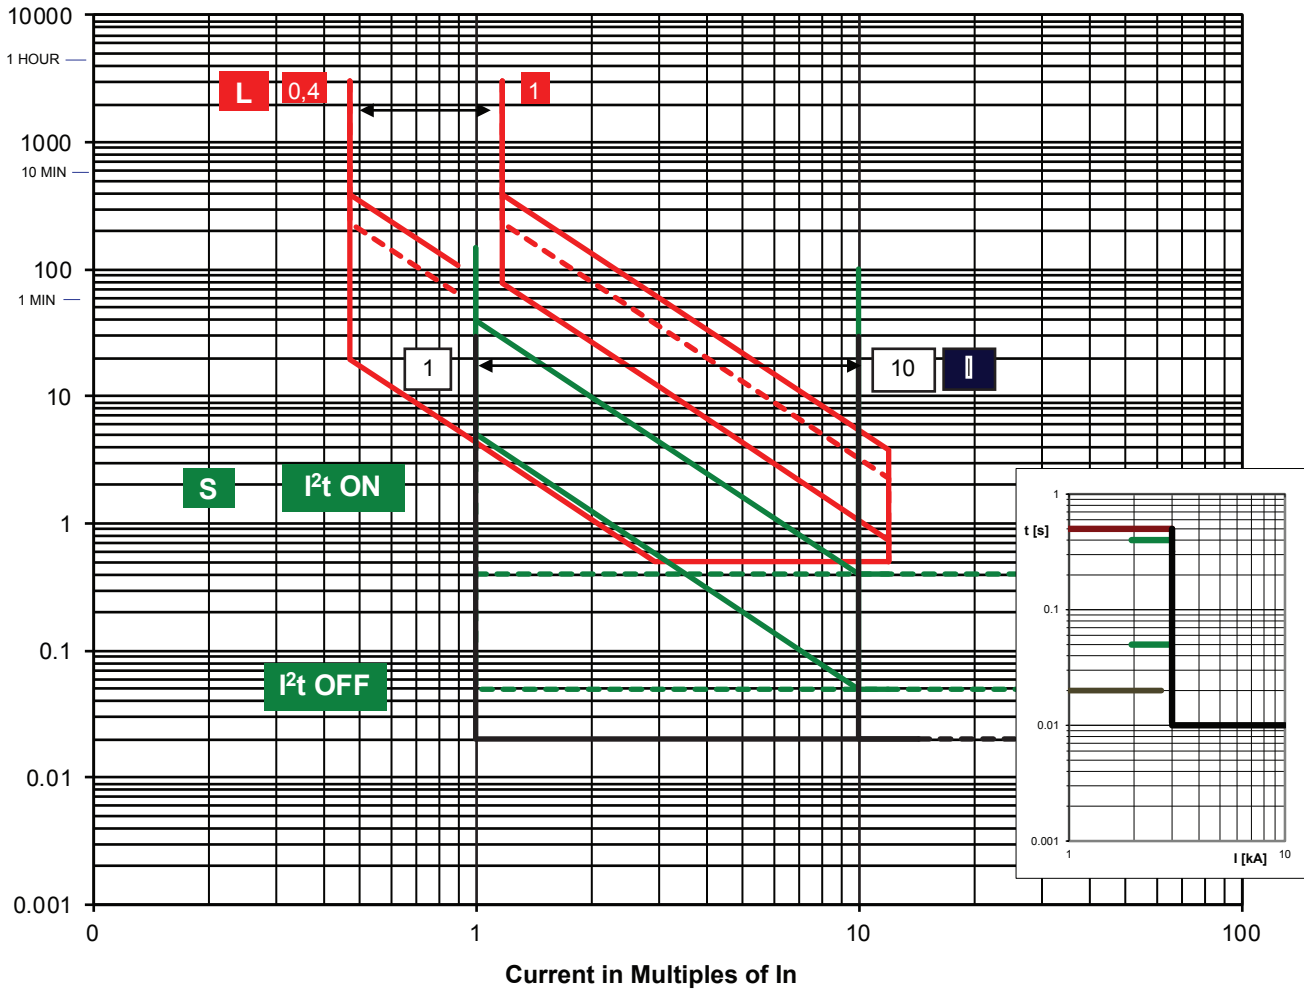 10000
1 HOUR
L 0,4 1
1000
10 MIN
100
1 MIN
1 10 I
10
S I²t ON
1
0.1
I²t OFF
0.01
0.001
0 1 10 100
Current in Multiples of In
1
t [s]
0.1
0.01
0.001
1 10
I [kA]